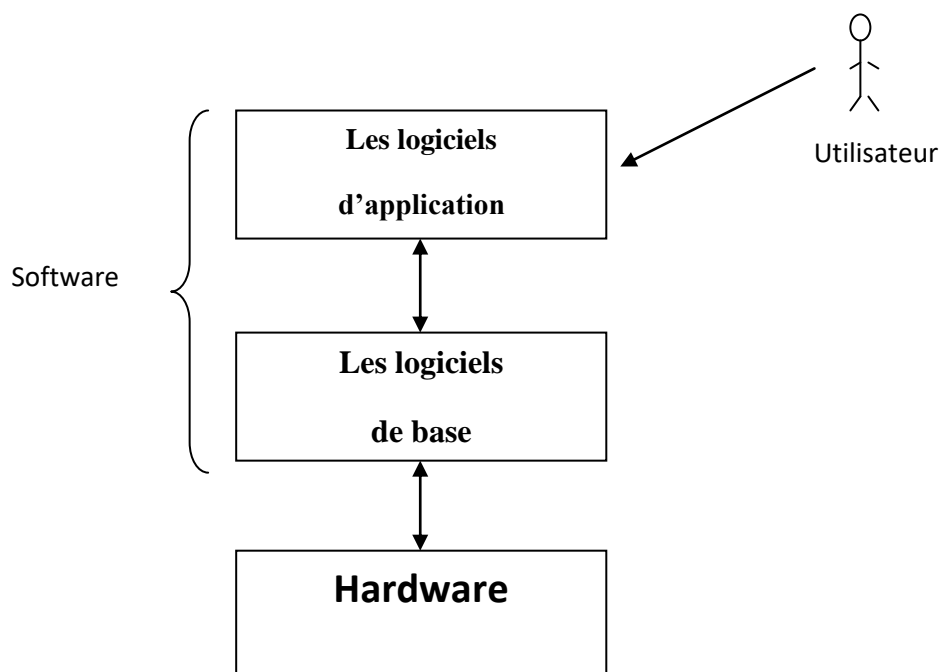 Les logiciels
d’application
Utilisateur
Software
Les logiciels
de base
Hardware